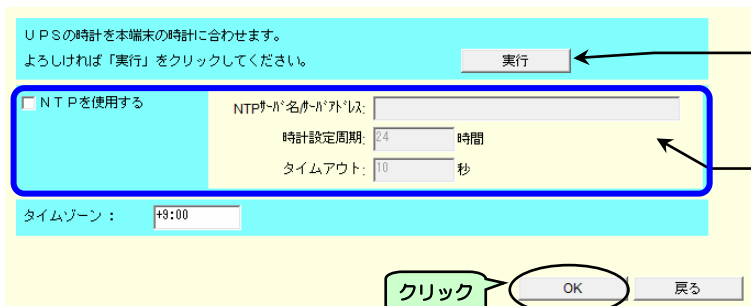 ＵＰＳの時計を本端末の時計に合わせます。
よろしければ「実行」をクリックしてください。
実行
ＮＴＰを使用する
NTPｻｰﾊﾞ名/ｻｰﾊﾞｱﾄﾞﾚｽ:
時計設定周期: 24 時間
タイムアウト: 10 秒
タイムゾーン： +9:00
クリック
OK
戻る